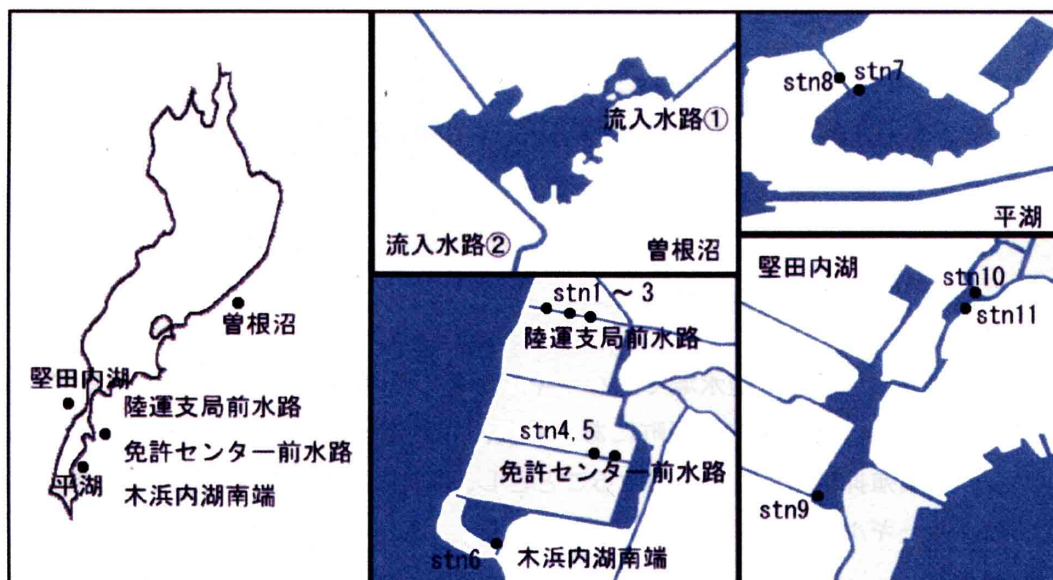 曽根沼
堅田内湖
陸運支局前水路
免許センター前水路
平湖
木浜内湖南端
流入水路①
流入水路②
曽根沼
stn1 ～ 3
陸運支局前水路
stn4,5
免許センター前水路
stn6
木浜内湖南端
stn8
stn7
平湖
堅田内湖
stn10
stn11
stn9